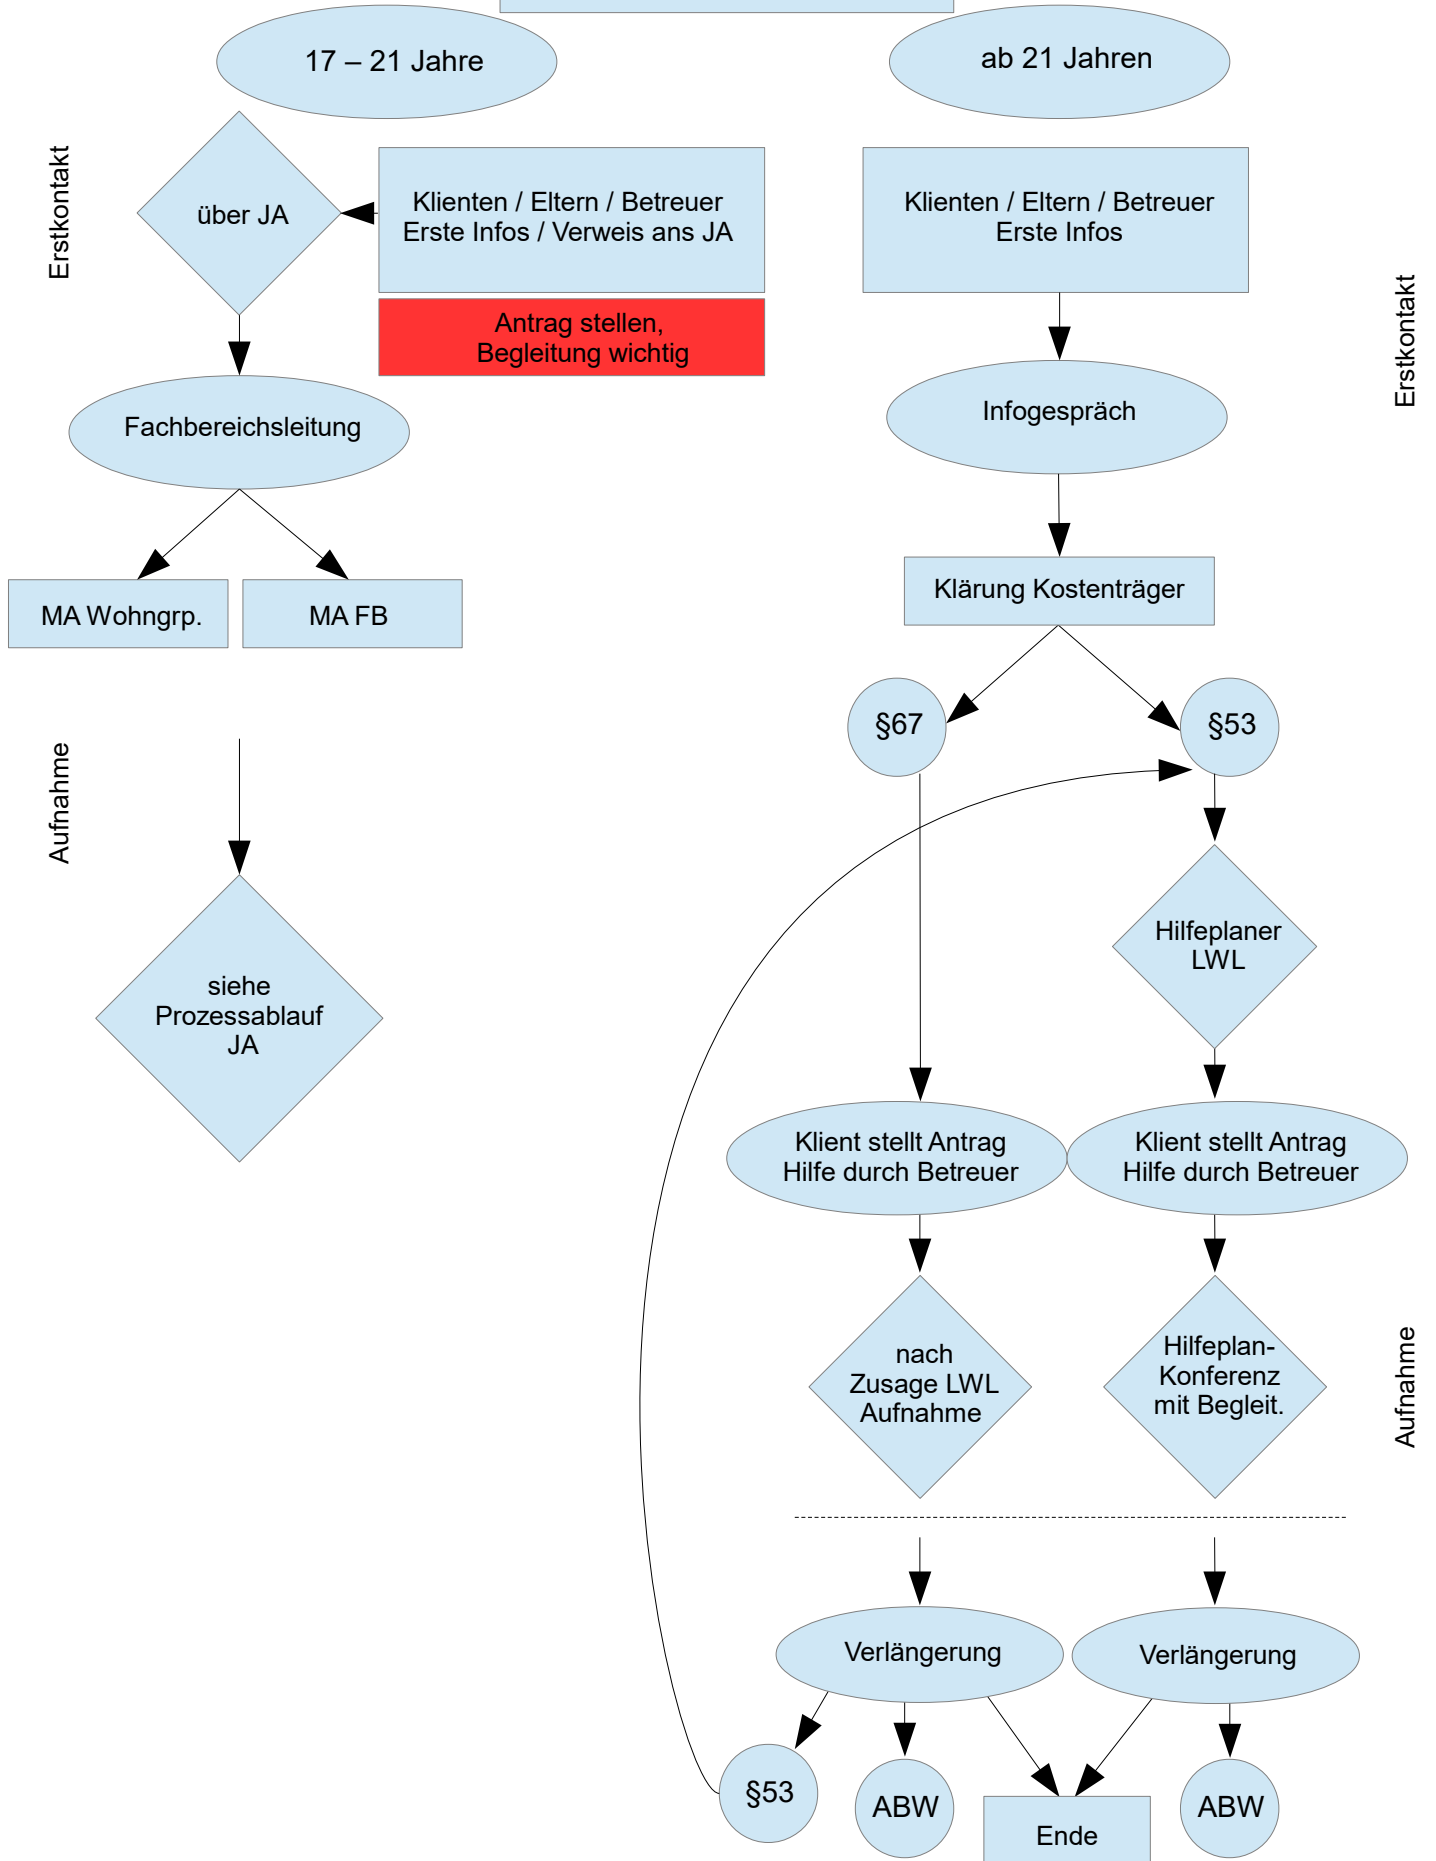 17 – 21 Jahre
ab 21 Jahren
Erstkontakt
über JA
Klienten / Eltern / Betreuer
Erste Infos / Verweis ans JA
Klienten / Eltern / Betreuer
Erste Infos
Antrag stellen,
Begleitung wichtig
Erstkontakt
Fachbereichsleitung
Infogespräch
MA Wohngrp.
MA FB
Klärung Kostenträger
§67
§53
Aufnahme
siehe
Prozessablauf
JA
Hilfeplaner
LWL
Klient stellt Antrag
Hilfe durch Betreuer
Klient stellt Antrag
Hilfe durch Betreuer
nach
Zusage LWL
Aufnahme
Hilfeplan-
Konferenz
mit Begleit.
Aufnahme
Verlängerung
Verlängerung
§53
ABW
Ende
ABW